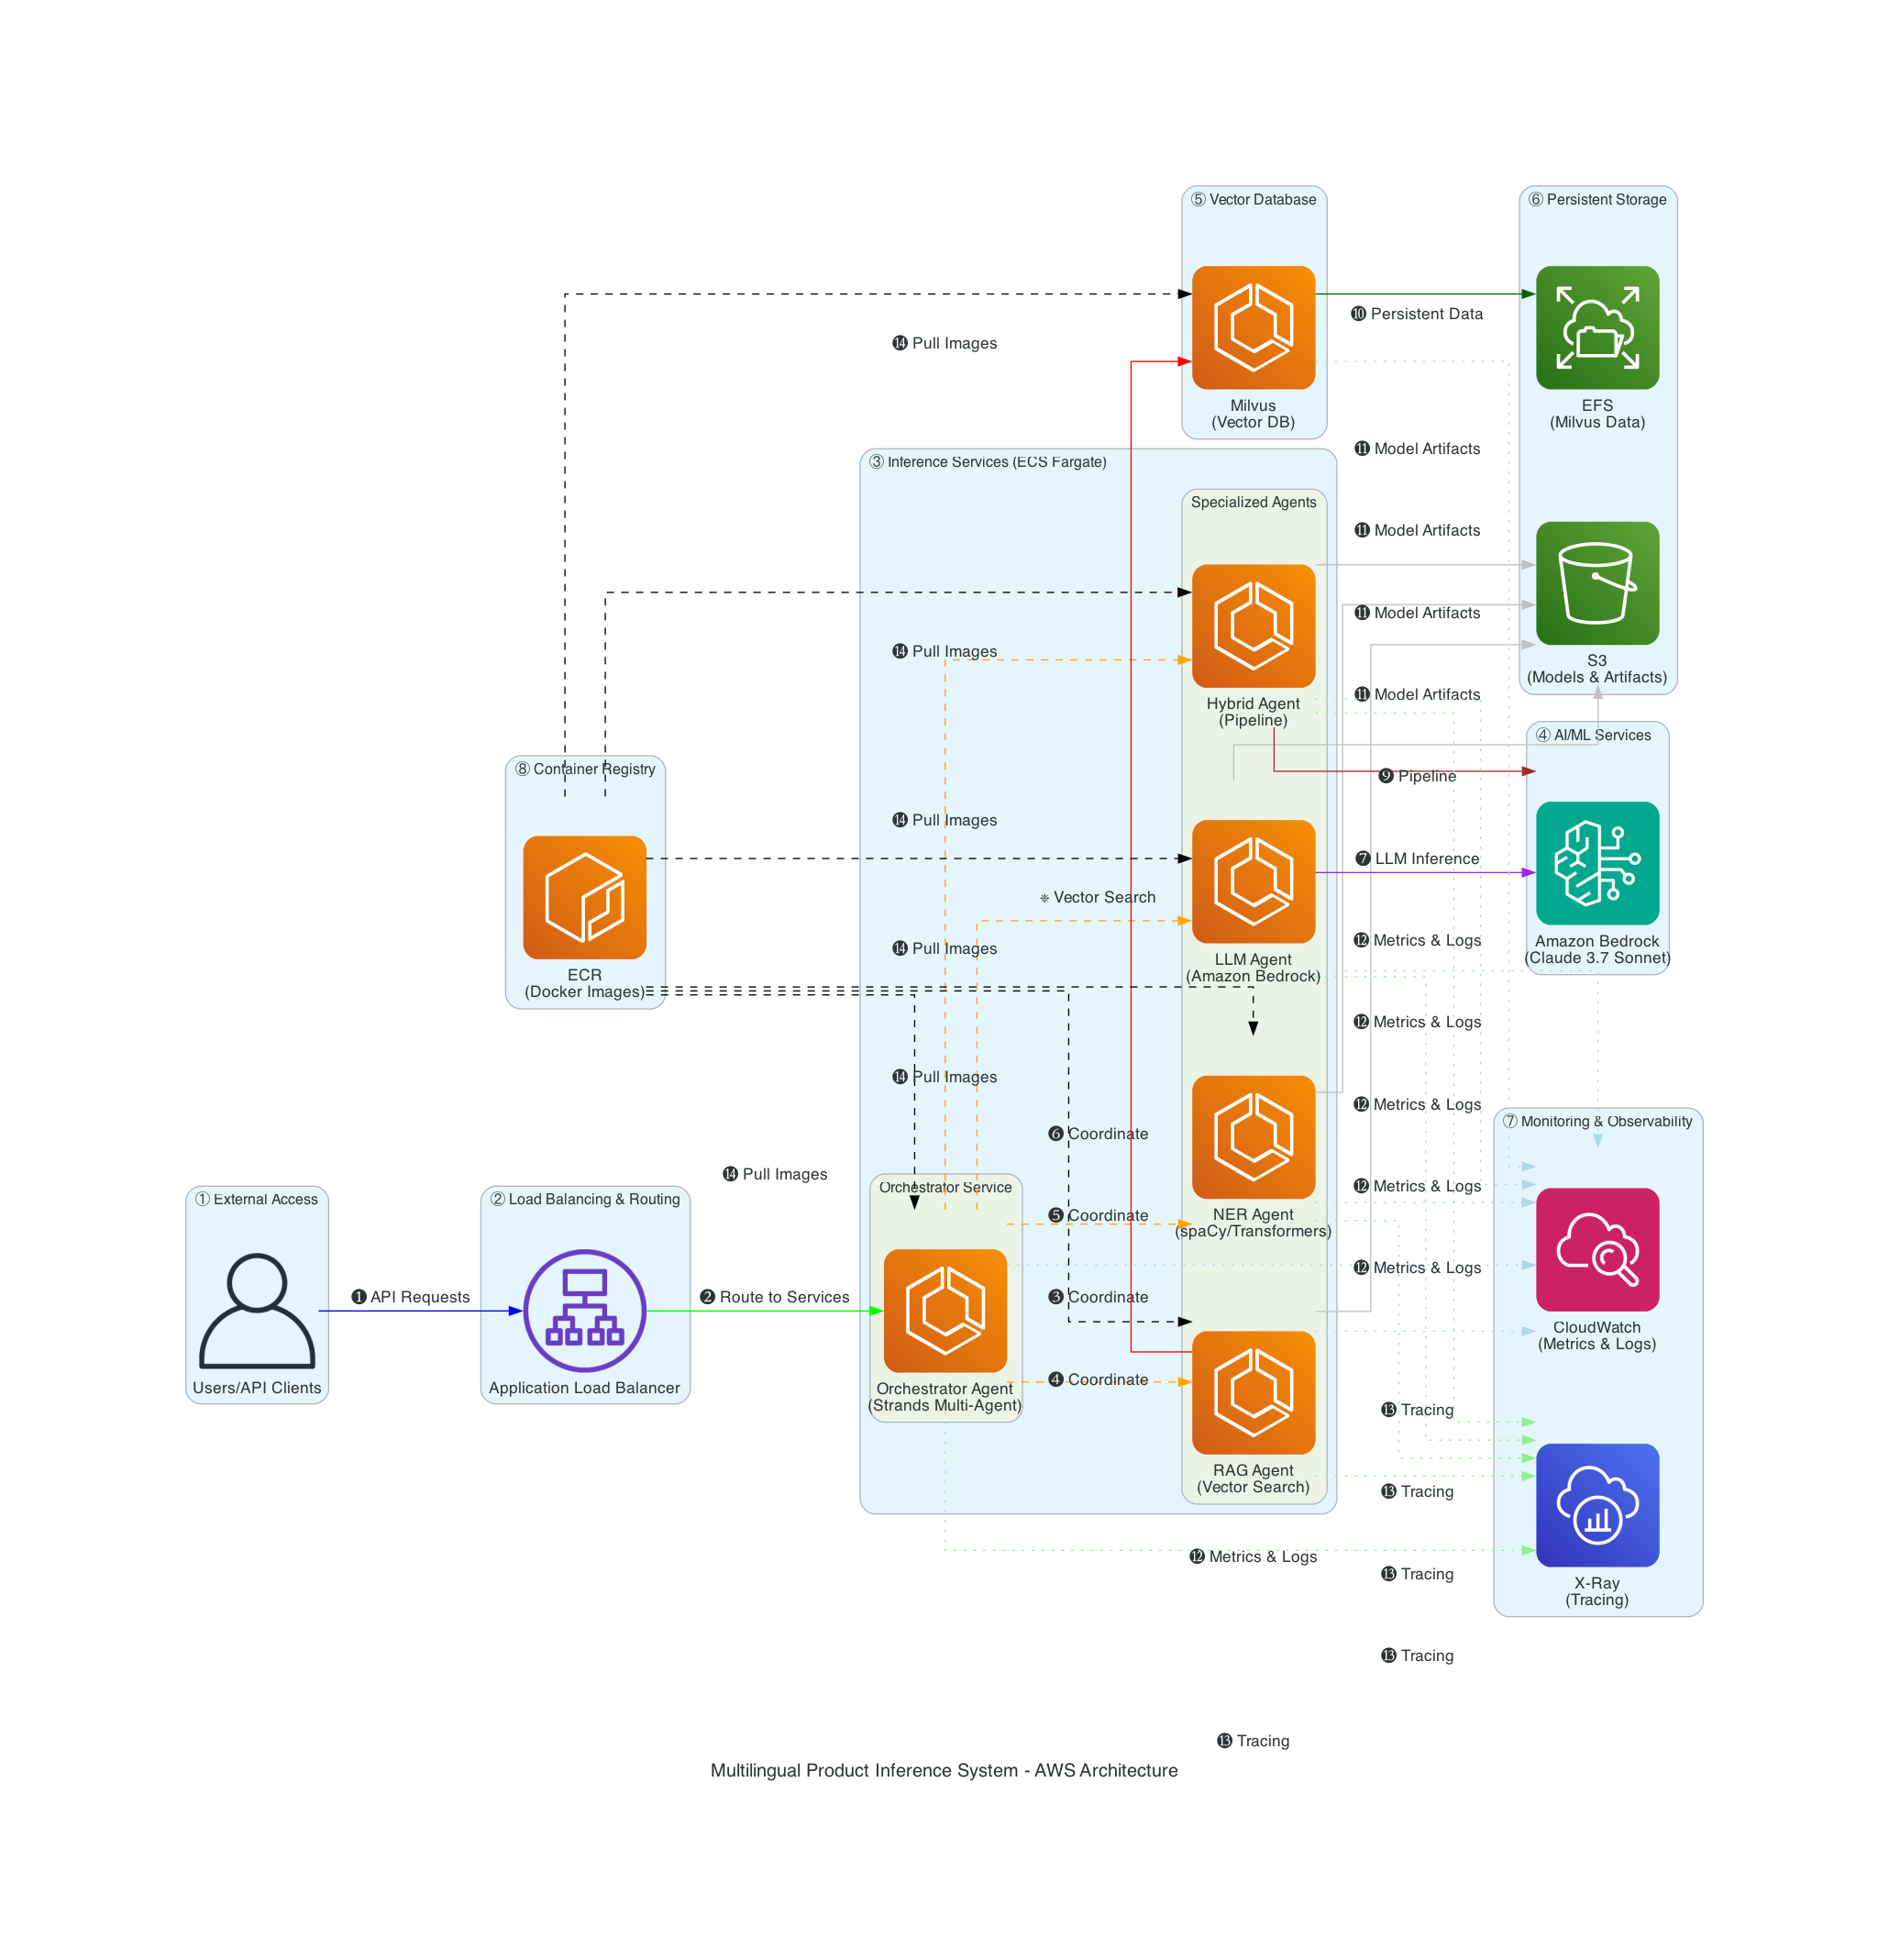 ⑤ Vector Database
⑥ Persistent Storage
❿ Persistent Data
⓮ Pull Images
Milvus
(Vector DB)
EFS
(Milvus Data)
⓫ Model Artifacts
③ Inference Services (ECS Fargate)
Specialized Agents
⓫ Model Artifacts
⓫ Model Artifacts
⓮ Pull Images
S3
(Models & Artifacts)
⓫ Model Artifacts
Hybrid Agent
(Pipeline)
④ AI/ML Services
⑧ Container Registry
❾ Pipeline
⓮ Pull Images
❼ LLM Inference
❈ Vector Search
⓮ Pull Images
⓬ Metrics & Logs
Amazon Bedrock
(Claude 3.7 Sonnet)
LLM Agent
(Amazon Bedrock)
ECR
(Docker Images)
⓬ Metrics & Logs
⓮ Pull Images
⓬ Metrics & Logs
⑦ Monitoring & Observability
❻ Coordinate
⓮ Pull Images
⓬ Metrics & Logs
Orchestrator Service
① External Access
② Load Balancing & Routing
❺ Coordinate
NER Agent
(spaCy/Transformers)
⓬ Metrics & Logs
❶ API Requests
❷ Route to Services
❸ Coordinate
CloudWatch
(Metrics & Logs)
❹ Coordinate
Users/API Clients
Application Load Balancer
Orchestrator Agent
(Strands Multi-Agent)
⓭ Tracing
RAG Agent
(Vector Search)
⓭ Tracing
⓬ Metrics & Logs
⓭ Tracing
X-Ray
(Tracing)
⓭ Tracing
⓭ Tracing
Multilingual Product Inference System - AWS Architecture